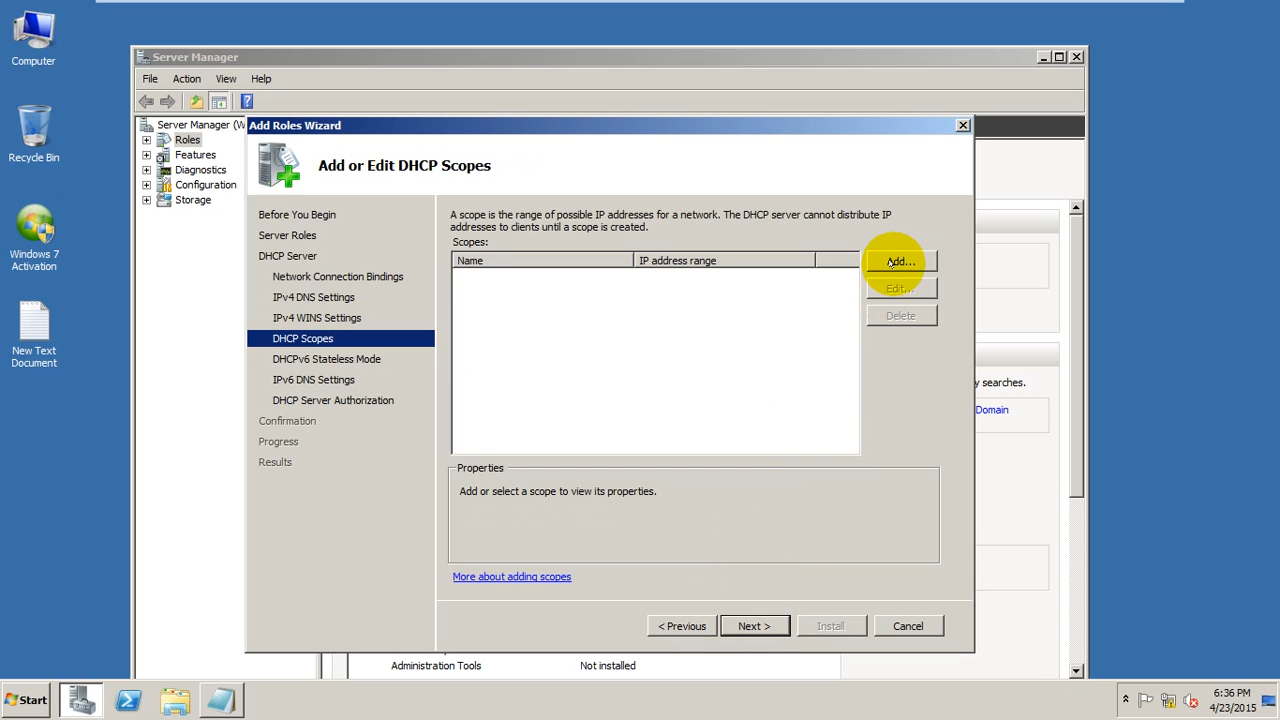 Computer
Recycle Bin
Windows 7
Activation
New Text
Document
Server Manager
File Action View Help
Server Manager (W
Roles
Features
Diagnostics
Configuration
Storage
Add Roles Wizard
Add or Edit DHCP Scopes
Before You Begin
Server Roles
DHCP Server
Network Connection Bindings
IPv4 DNS Settings
IPv4 WINS Settings
DHCP Scopes
DHCPv6 Stateless Mode
IPv6 DNS Settings
DHCP Server Authorization
Confirmation
Progress
Results
A scope is the range of possible IP addresses for a network. The DHCP server cannot distribute IP
addresses to clients until a scope is created.
Scopes:
Name IP address range
Add...
Edit...
Delete
Properties
Add or select a scope to view its properties.
More about adding scopes
< Previous Next > Install Cancel
y searches.
Domain
Administration Tools Not installed
Start
6:36 PM
4/23/2015